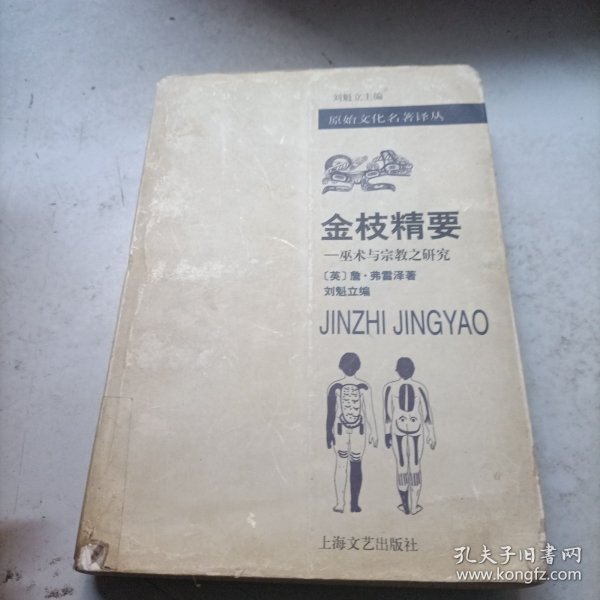 刘魁立主编
原始文化名著译丛
金枝精要
—巫术与宗教之研究
〔英〕詹·弗雷泽著
刘魁立编
JINZHI JINGYAO
上海文艺出版社
孔夫子旧书网
www.kongfz.com